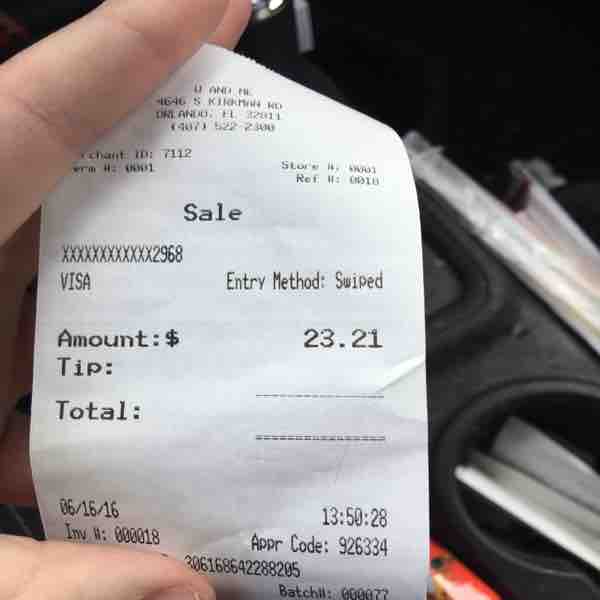 U AND ME
4646 S KIRKMAN RD
ORLANDO, FL 32811
(407) 522-2300
chant ID: 7112
erm #: 0001
Store #: 0001
Ref #: 0018
Sale
XXXXXXXXXXXX2968
VISA
Entry Method: Swiped
Amount:$ 23.21
Tip:
Total:
06/16/16 13:50:28
Inv #: 000018 Appr Code: 926334
306168642288205
Batch#: 000077